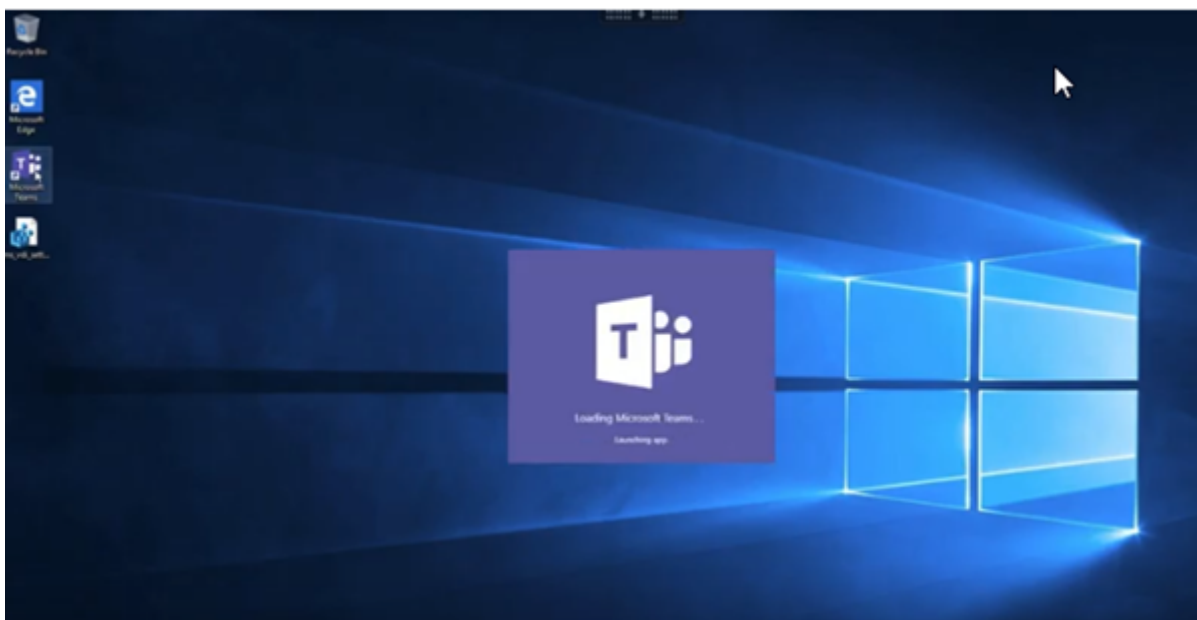 Recycle Bin
Microsoft
Edge
Microsoft
Teams
T
Loading Microsoft Teams...
Launching app.